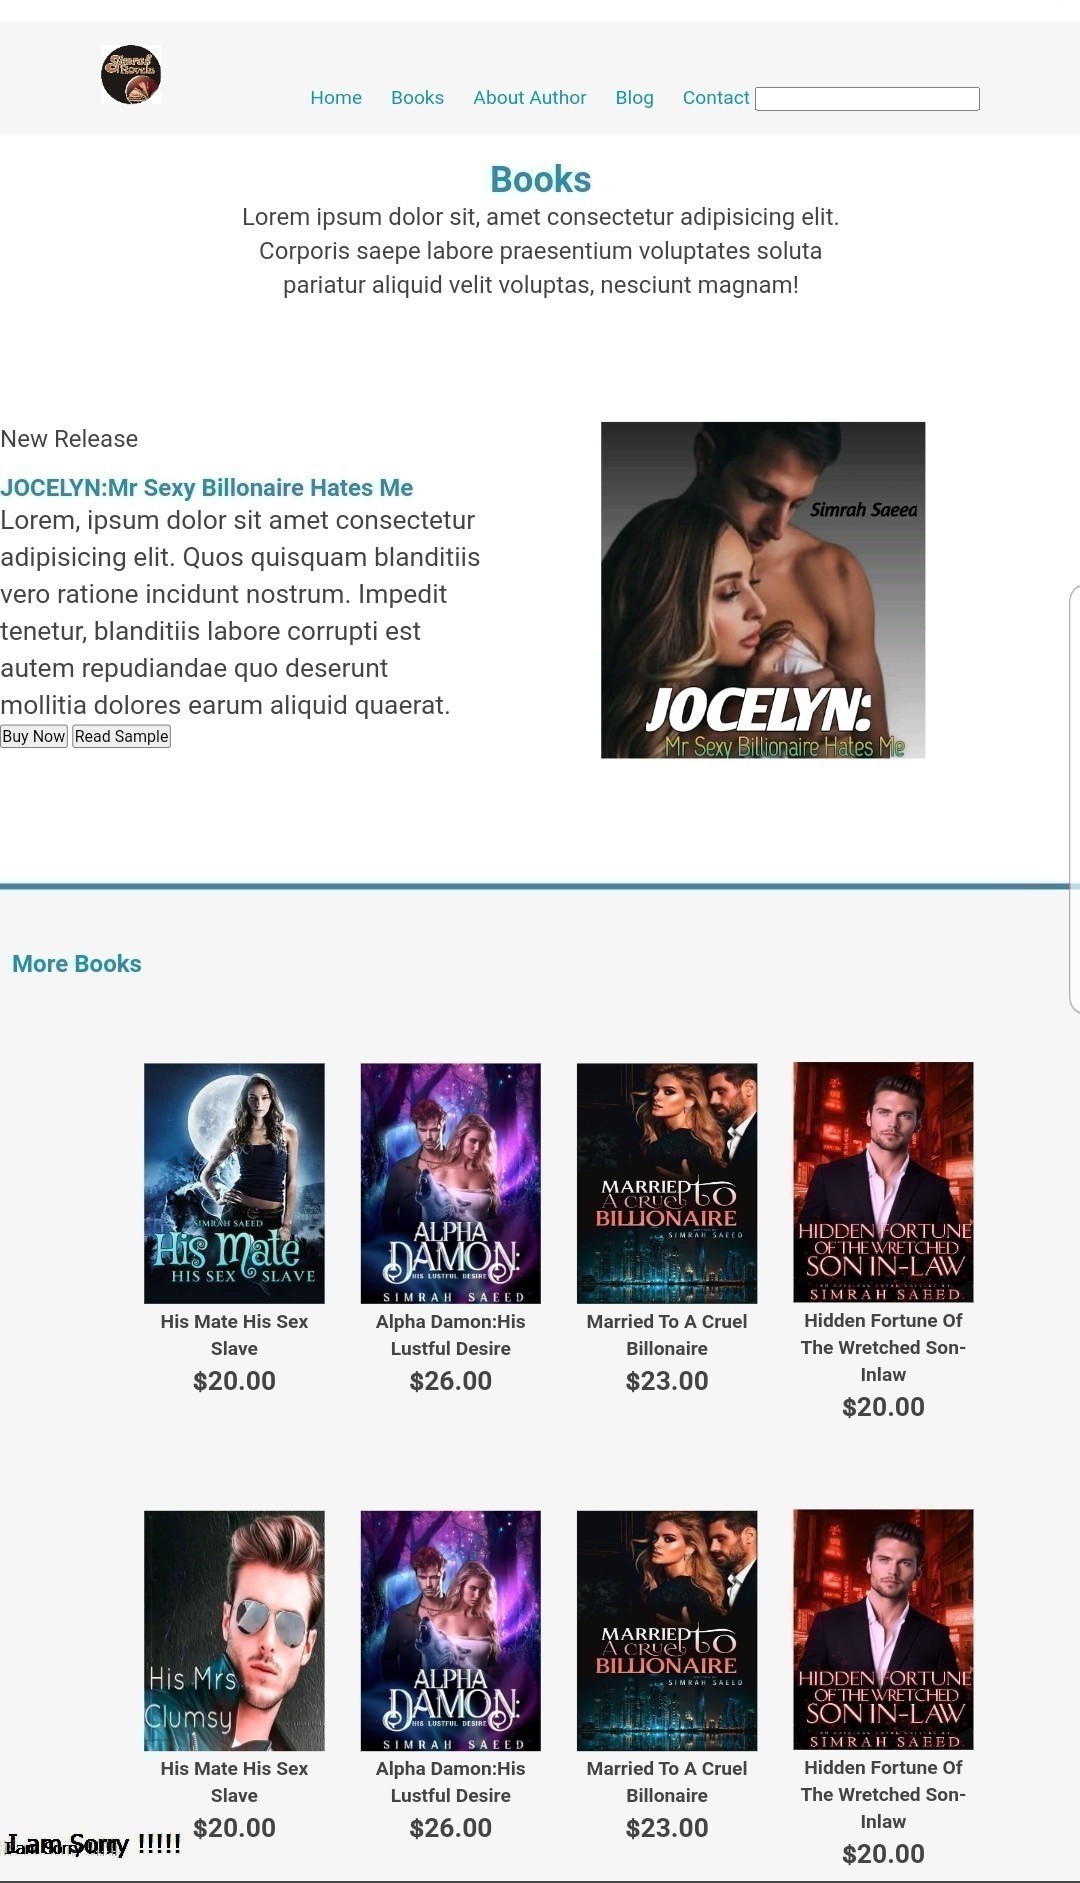 Simrah
Novels
Home Books About Author Blog Contact
Books
Lorem ipsum dolor sit, amet consectetur adipisicing elit.
Corporis saepe labore praesentium voluptates soluta
pariatur aliquid velit voluptas, nesciunt magnam!
New Release
JOCELYN:Mr Sexy Billonaire Hates Me
Lorem, ipsum dolor sit amet consectetur
adipisicing elit. Quos quisquam blanditiis
vero ratione incidunt nostrum. Impedit
tenetur, blanditiis labore corrupti est
autem repudiandae quo deserunt
mollitia dolores earum aliquid quaerat.
Buy Now Read Sample
Simrah Saeed
JOCELYN:
Mr Sexy Billionaire Hates Me
More Books
SIMRAH SAEED
His Mate
HIS SEX SLAVE
ALPHA
DAMON:
HIS LUSTFUL DESIRE
SIMRAH SAEED
MARRIED TO
A CRUEL
BILLIONAIRE
SIMRAH SAEED
HIDDEN FORTUNE
OF THE WRETCHED
SON IN-LAW
SIMRAH SAEED
His Mate His Sex
Slave
$20.00
Alpha Damon:His
Lustful Desire
$26.00
Married To A Cruel
Billonaire
$23.00
Hidden Fortune Of
The Wretched Son-
Inlaw
$20.00
His Mrs
Clumsy
ALPHA
DAMON:
HIS LUSTFUL DESIRE
SIMRAH SAEED
MARRIED TO
A CRUEL
BILLIONAIRE
SIMRAH SAEED
HIDDEN FORTUNE
OF THE WRETCHED
SON IN-LAW
SIMRAH SAEED
His Mate His Sex
Slave
$20.00
Alpha Damon:His
Lustful Desire
$26.00
Married To A Cruel
Billonaire
$23.00
Hidden Fortune Of
The Wretched Son-
Inlaw
$20.00
I am Sorry !!!!!